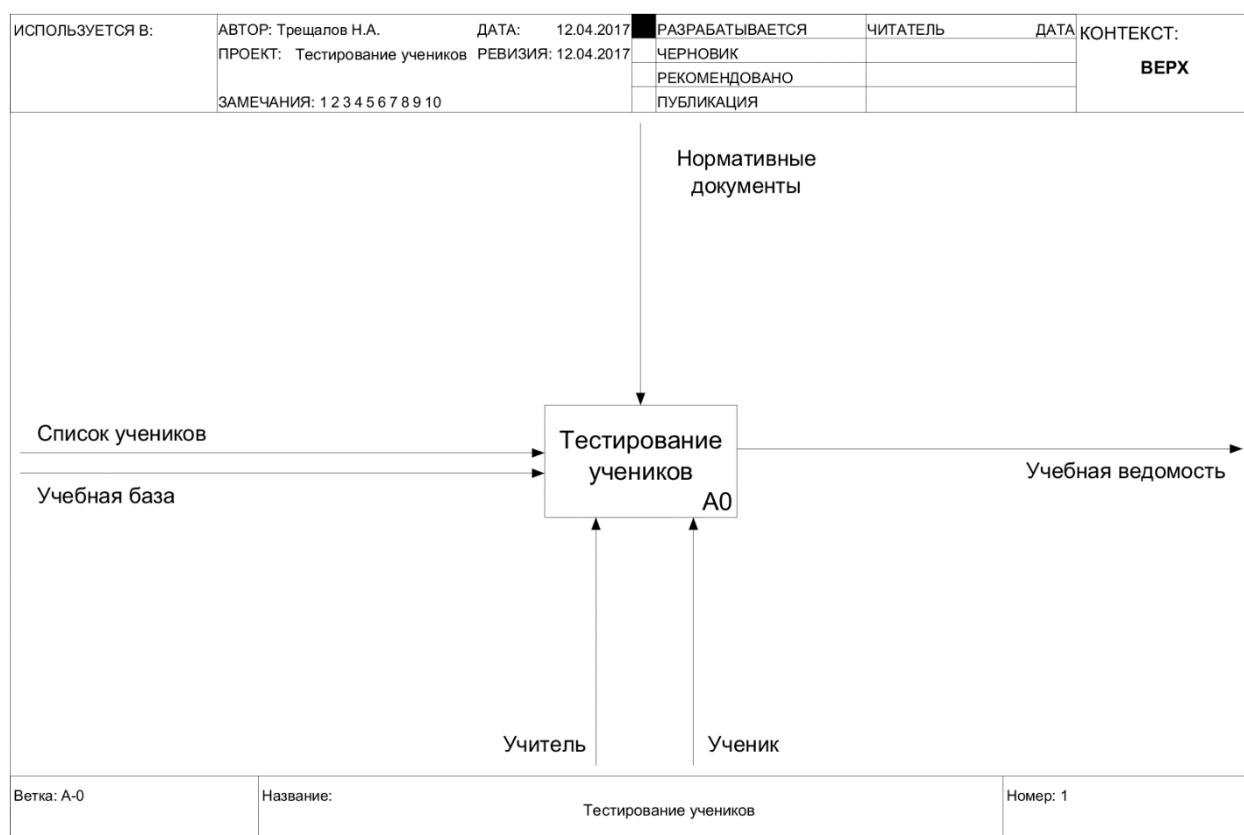 ИСПОЛЬЗУЕТСЯ В:
АВТОР: Трещалов Н.А.
ДАТА: 12.04.2017
ПРОЕКТ: Тестирование учеников
РЕВИЗИЯ: 12.04.2017
ЗАМЕЧАНИЯ: 1 2 3 4 5 6 7 8 9 10
РАЗРАБАТЫВАЕТСЯ
ЧЕРНОВИК
РЕКОМЕНДОВАНО
ПУБЛИКАЦИЯ
ЧИТАТЕЛЬ
ДАТА
КОНТЕКСТ:
ВЕРХ
Нормативные
документы
Список учеников
Учебная база
Тестирование
учеников
A0
Учебная ведомость
Учитель
Ученик
Ветка: A-0
Название:
Тестирование учеников
Номер: 1